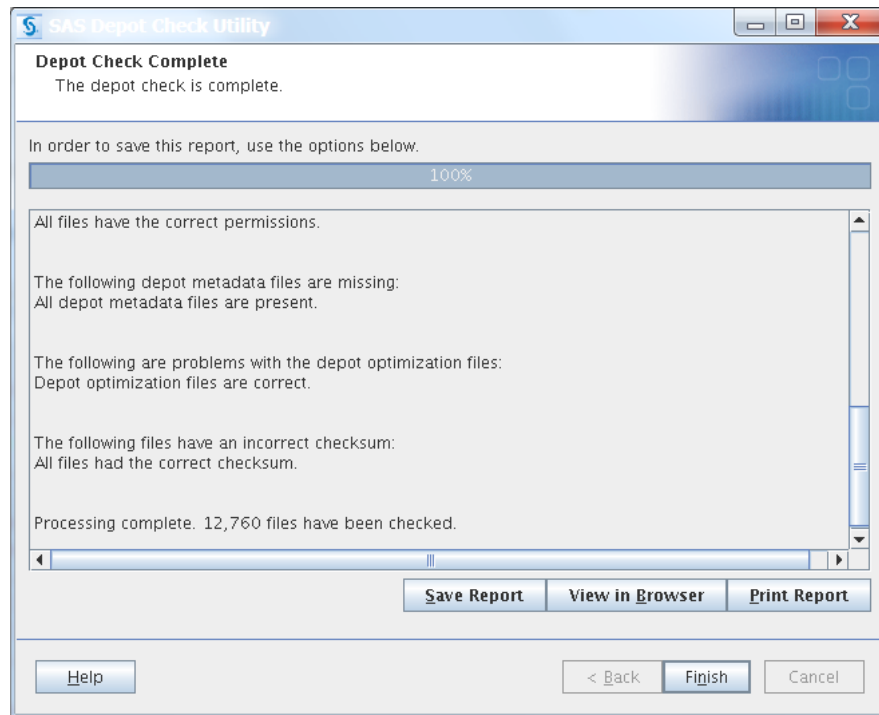 SAS Depot Check Utility
Depot Check Complete
The depot check is complete.
In order to save this report, use the options below.
100%
All files have the correct permissions.
The following depot metadata files are missing:
All depot metadata files are present.
The following are problems with the depot optimization files:
Depot optimization files are correct.
The following files have an incorrect checksum:
All files had the correct checksum.
Processing complete. 12,760 files have been checked.
Save Report View in Browser Print Report
Help < Back Finish Cancel